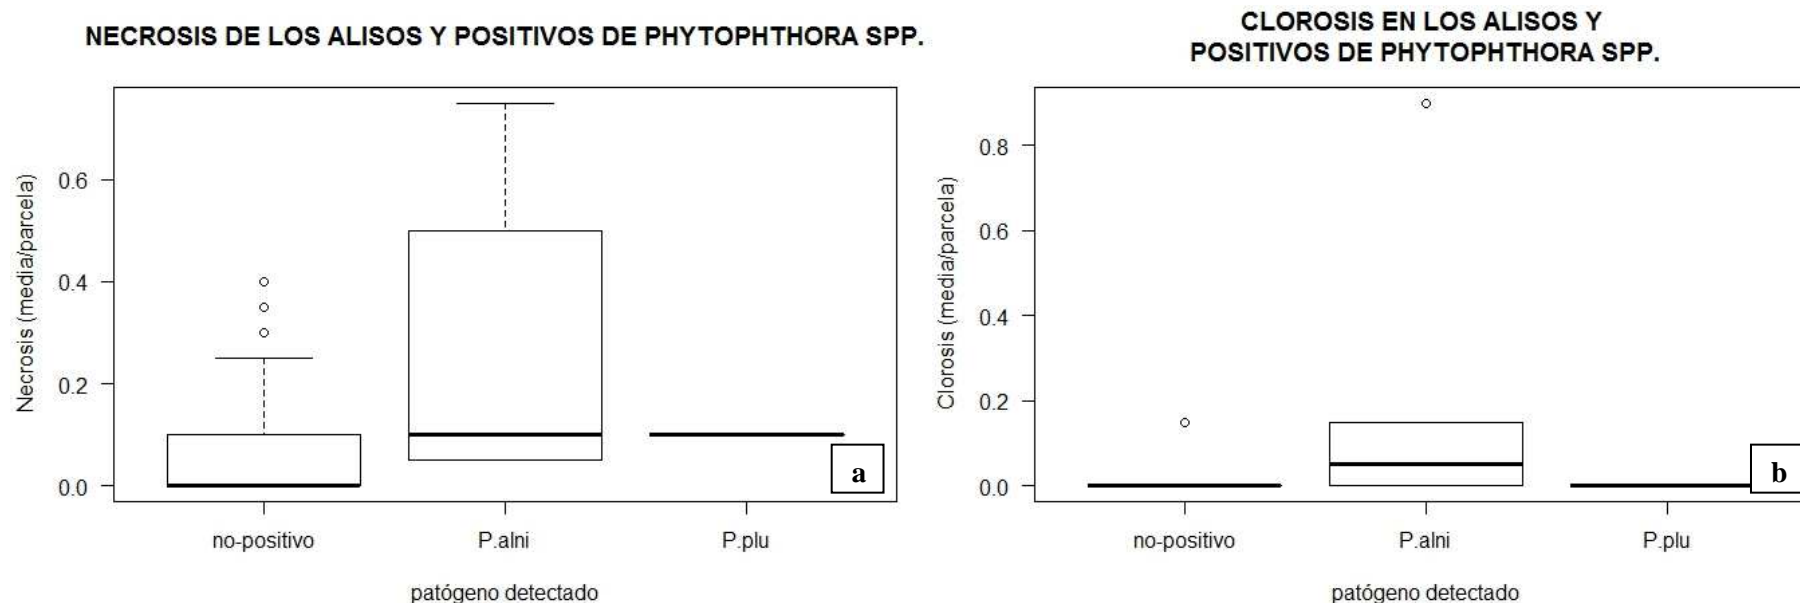 NECROSIS DE LOS ALISOS Y POSITIVOS DE PHYTOPHTHORA SPP.
Necrosis (media/parcela)
0.6
0.4
0.2
0.0
a
no-positivo
P.alni
P.plu
patógeno detectado
CLOROSIS EN LOS ALISOS Y
POSITIVOS DE PHYTOPHTHORA SPP.
Clorosis (media/parcela)
0.8
0.6
0.4
0.2
0.0
b
no-positivo
P.alni
P.plu
patógeno detectado